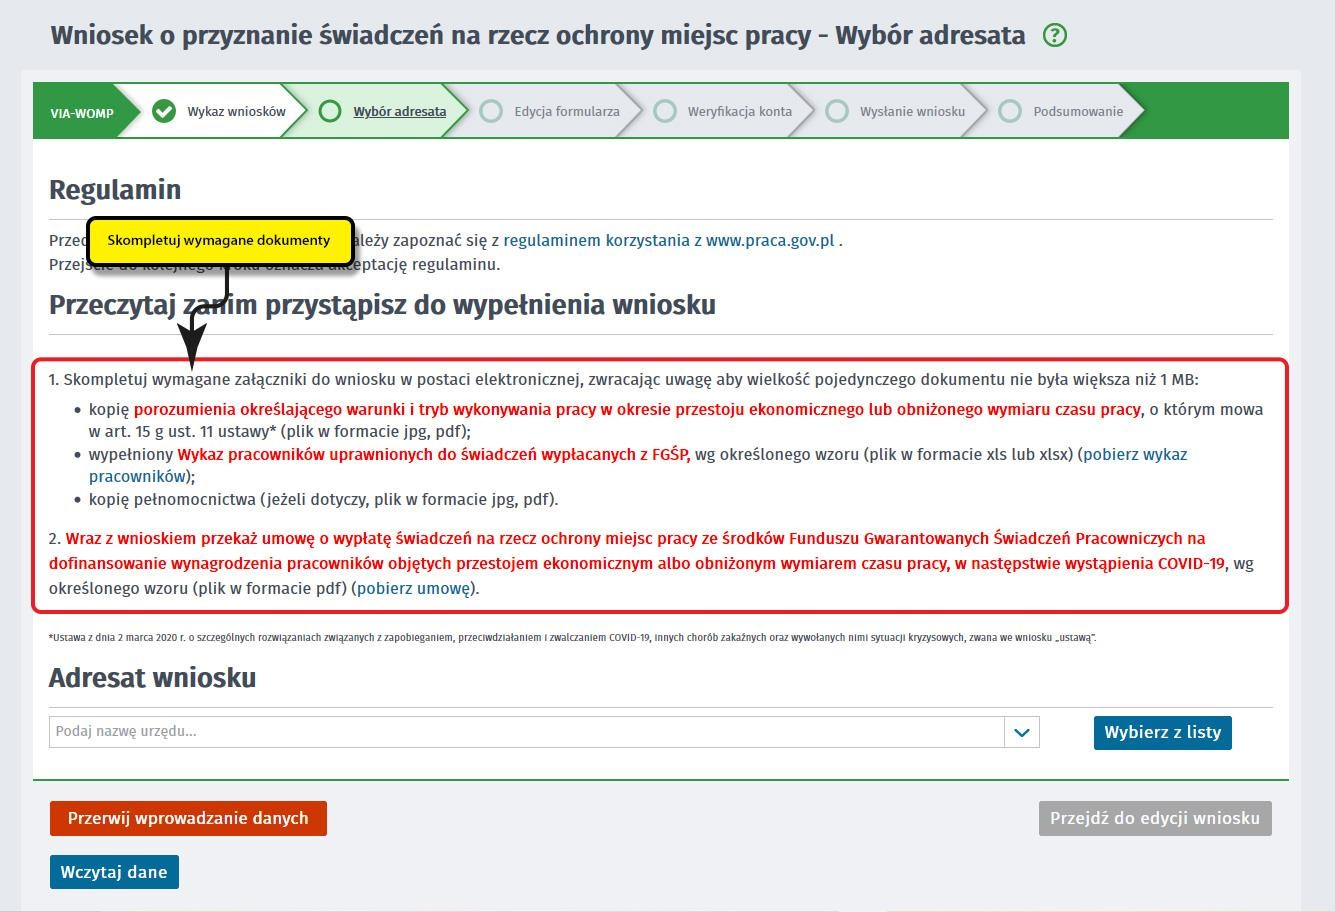 Wniosek o przyznanie świadczeń na rzecz ochrony miejsc pracy - Wybór adresata ?
VIA-WOMP Wykaz wniosków Wybór adresata Edycja formularza Weryfikacja konta Wysłanie wniosku Podsumowanie
Regulamin
Skompletuj wymagane dokumenty
zapoznać się z regulaminem korzystania z www.praca.gov.pl .
regulaminu.
Przeczytaj zanim przystąpisz do wypełnienia wniosku
1. Skompletuj wymagane załączniki do wniosku w postaci elektronicznej, zwracając uwagę aby wielkość pojedynczego dokumentu nie była większa niż 1 MB:
• kopię porozumienia określającego warunki i tryb wykonywania pracy w okresie przestoju ekonomicznego lub obniżonego wymiaru czasu pracy, o którym mowa
w art. 15 g ust. 11 ustawy* (plik w formacie jpg, pdf);
• wypełniony Wykaz pracowników uprawnionych do świadczeń wypłacanych z FGŚP, wg określonego wzoru (plik w formacie xls lub xlsx) (pobierz wykaz
pracowników);
• kopię pełnomocnictwa (jeżeli dotyczy, plik w formacie jpg, pdf).
2. Wraz z wnioskiem przekaż umowę o wypłatę świadczeń na rzecz ochrony miejsc pracy ze środków Funduszu Gwarantowanych Świadczeń Pracowniczych na
dofinansowanie wynagrodzenia pracowników objętych przestojem ekonomicznym albo obniżonym wymiarem czasu pracy, w następstwie wystąpienia COVID-19, wg
określonego wzoru (plik w formacie pdf) (pobierz umowę).
*Ustawa z dnia 2 marca 2020 r. o szczególnych rozwiązaniach związanych z zapobieganiem, przeciwdziałaniem i zwalczaniem COVID-19, innych chorób zakaźnych oraz wywołanych nimi sytuacji kryzysowych, zwana we wniosku „ustawą”.
Adresat wniosku
Podaj nazwę urzędu...
Wybierz z listy
Przerwij wprowadzanie danych
Przejdź do edycji wniosku
Wczytaj dane